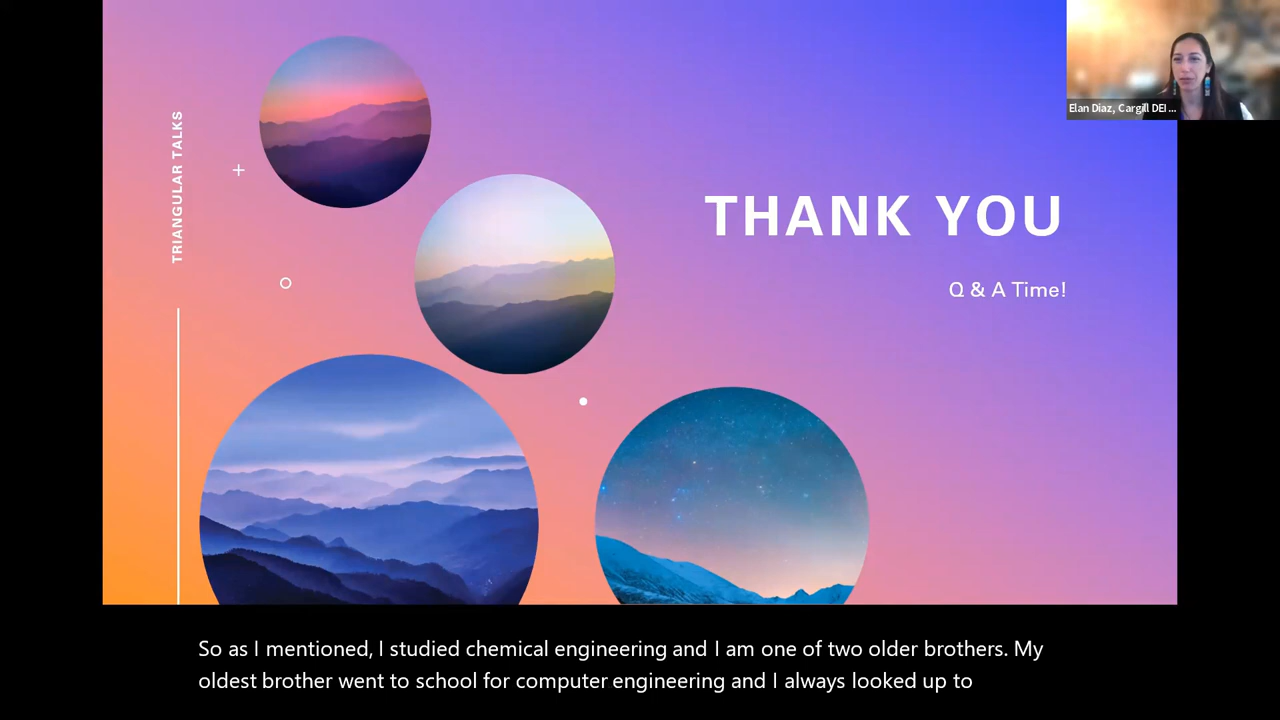 TRIANGULAR TALKS
THANK YOU
Q & A Time!
Elan Diaz, Cargill DEI ...
So as I mentioned, I studied chemical engineering and I am one of two older brothers. My
oldest brother went to school for computer engineering and I always looked up to